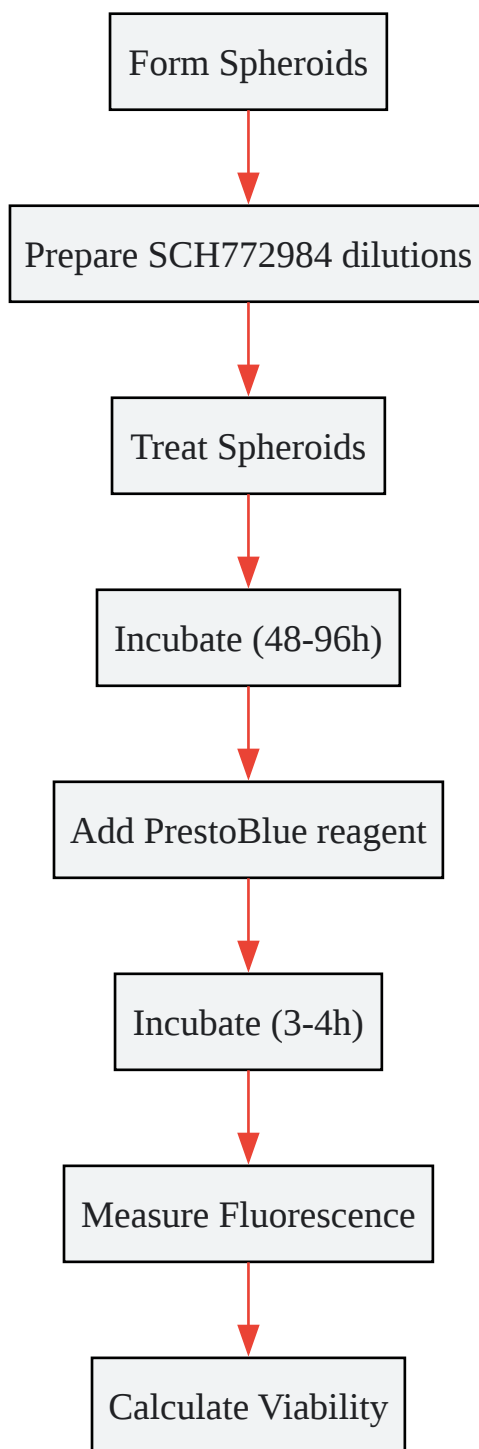 Form Spheroids
Prepare SCH772984 dilutions
Treat Spheroids
Incubate (48-96h)
Add PrestoBlue reagent
Incubate (3-4h)
Measure Fluorescence
Calculate Viability